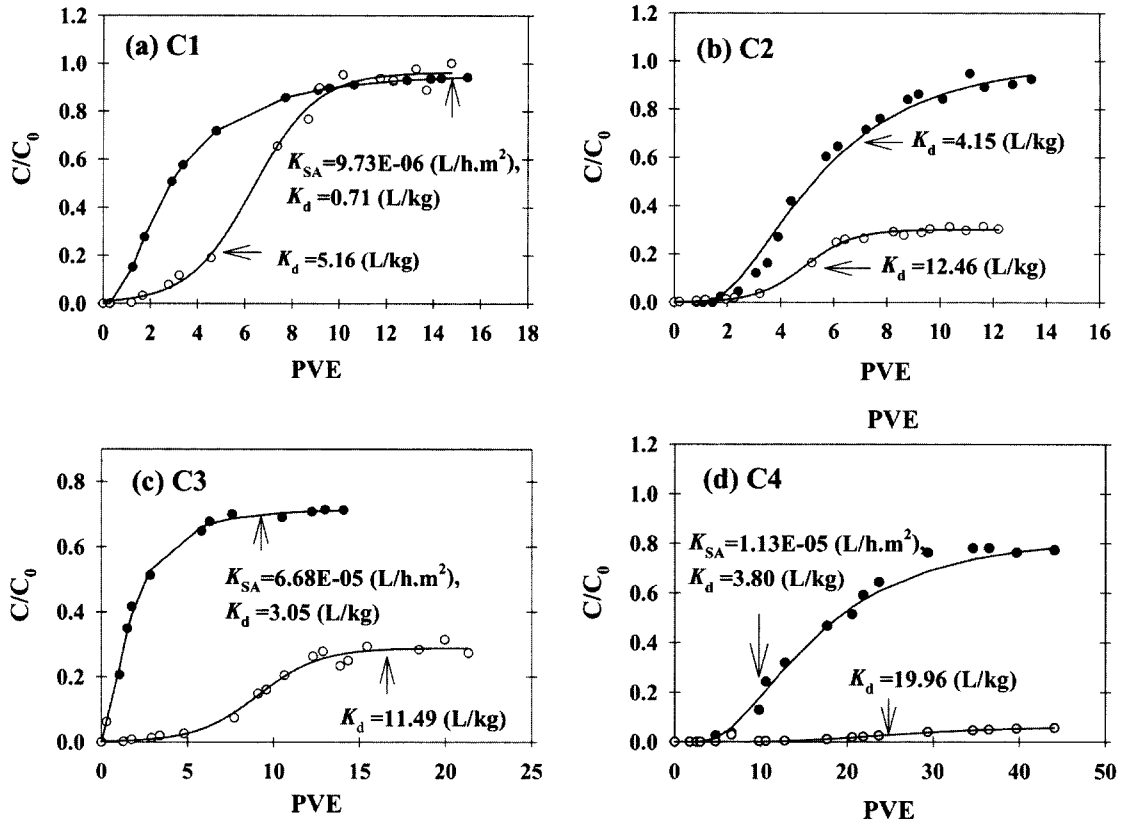 (a) C1
C/C0
1.2
1.0
0.8
0.6
0.4
0.2
0.0
KSA=9.73E-06 (L/h.m2),
Kd =0.71 (L/kg)
Kd =5.16 (L/kg)
0 2 4 6 8 10 12 14 16 18
PVE
(b) C2
C/C0
1.2
1.0
0.8
0.6
0.4
0.2
0.0
Kd =4.15 (L/kg)
Kd =12.46 (L/kg)
0 2 4 6 8 10 12 14 16
PVE
PVE
(c) C3
C/C0
0.8
0.6
0.4
0.2
0.0
KSA=6.68E-05 (L/h.m2),
Kd =3.05 (L/kg)
Kd =11.49 (L/kg)
0 5 10 15 20 25
PVE
(d) C4
C/C0
1.2
1.0
0.8
0.6
0.4
0.2
0.0
KSA=1.13E-05 (L/h.m2),
Kd =3.80 (L/kg)
Kd =19.96 (L/kg)
0 10 20 30 40 50
PVE